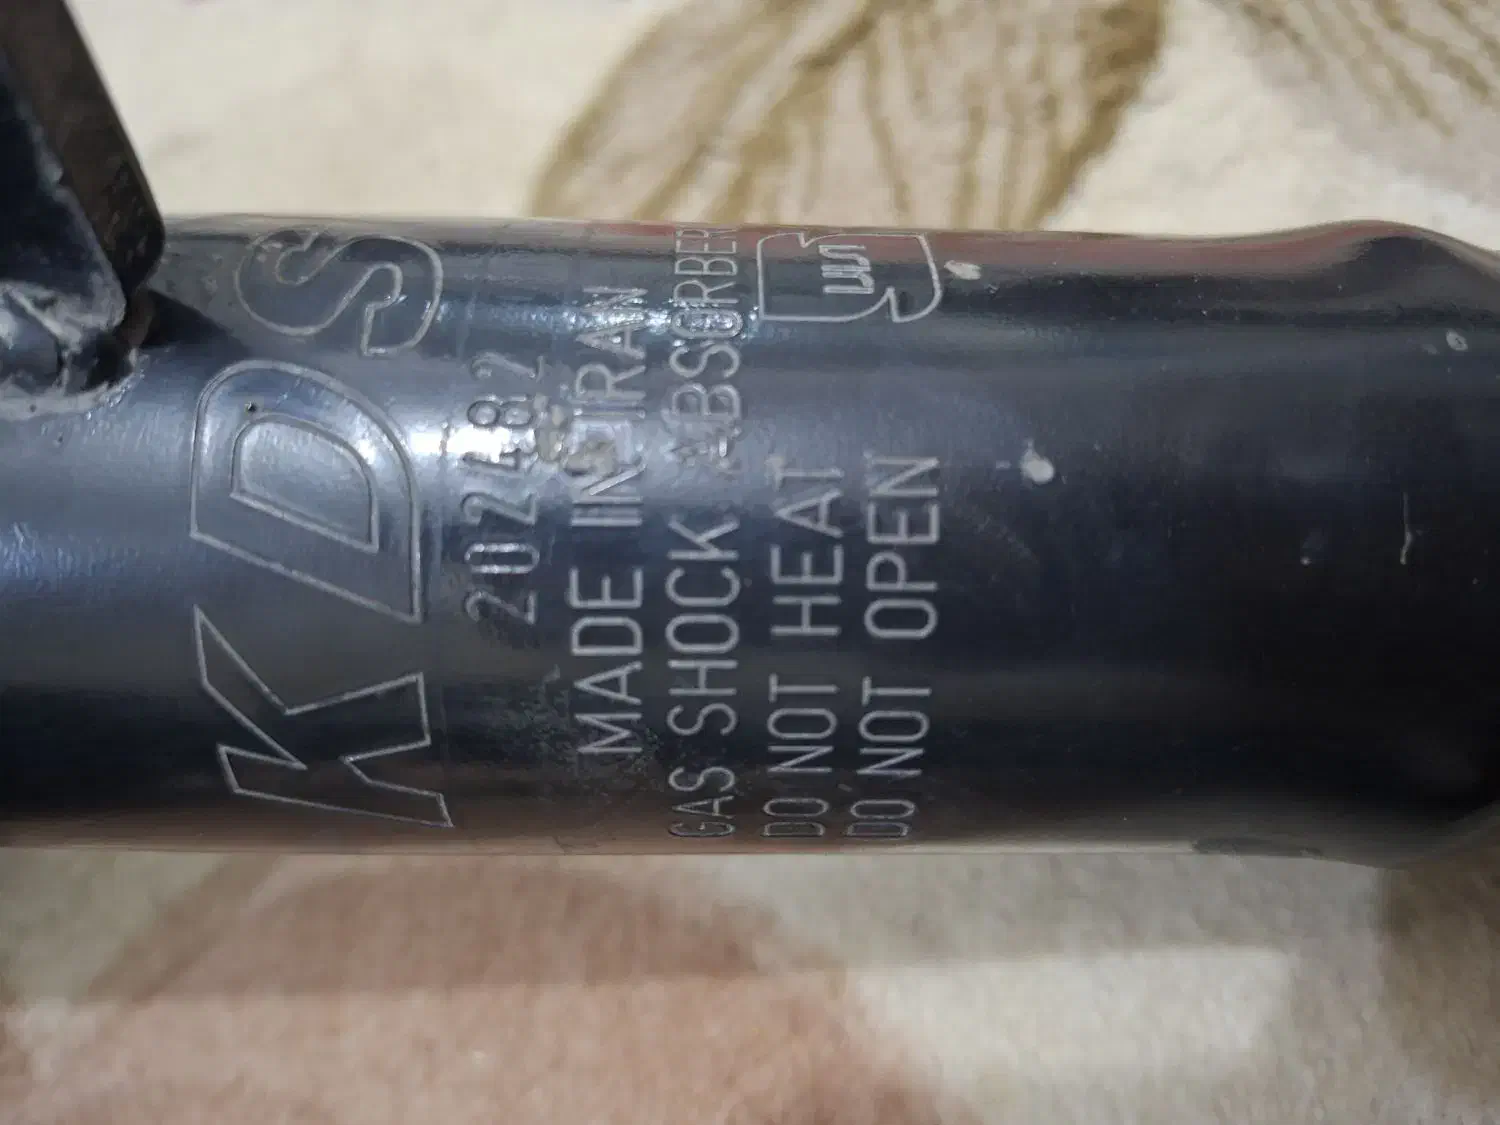 KDS
202482
MADE IN IRAN
GAS SHOCK ABSORBER
DO NOT HEAT
DO NOT OPEN